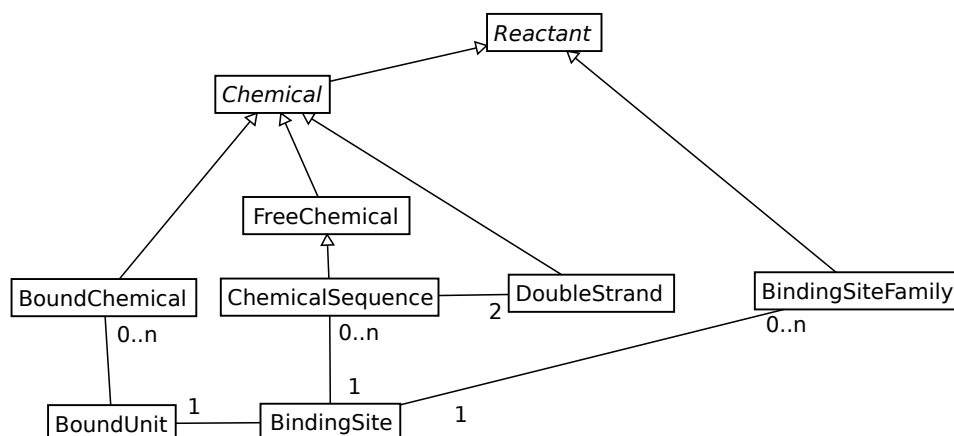 Reactant
Chemical
FreeChemical
BoundChemical
ChemicalSequence
DoubleStrand
BindingSiteFamily
0..n
0..n
2
0..n
1
1
1
BoundUnit
BindingSite